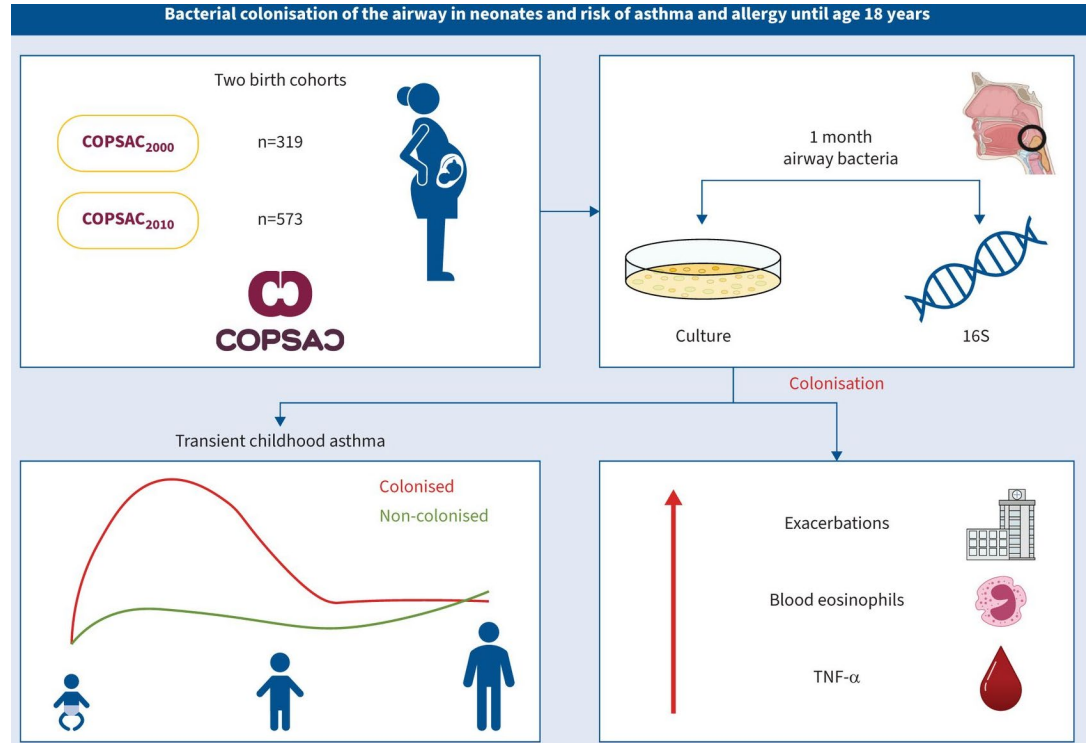 Bacterial colonisation of the airway in neonates and risk of asthma and allergy until age 18 years
Two birth cohorts
COPSAC2000
n=319
COPSAC2010
n=573
COPSAC
1 month
airway bacteria
Culture
16S
Colonisation
Transient childhood asthma
Colonised
Non-colonised
Exacerbations
Blood eosinophils
TNF-α